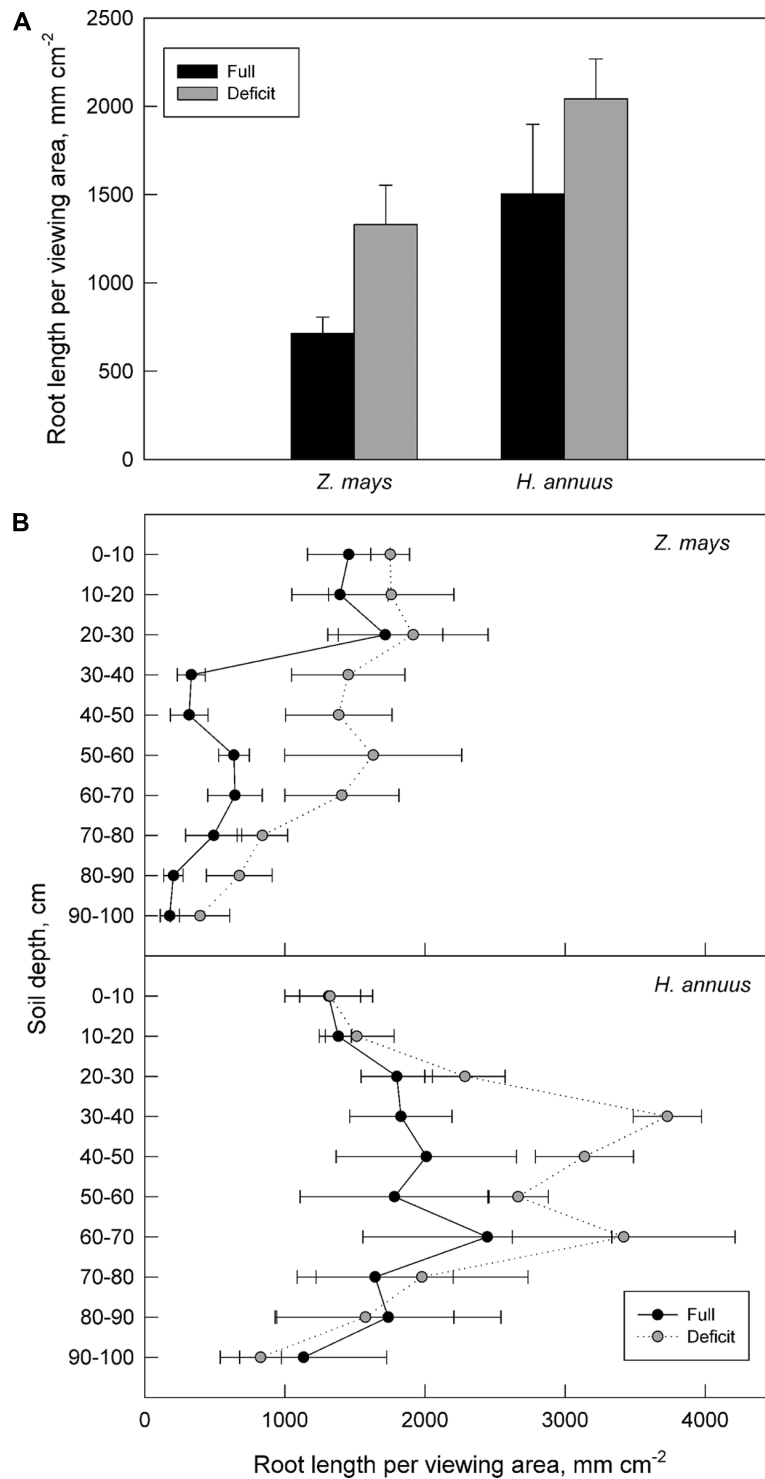 A
Root length per viewing area, mm cm-2
2500
2000
1500
1000
500
0
Full
Deficit
Z. mays
H. annuus
B
Soil depth, cm
Z. mays
0-10
10-20
20-30
30-40
40-50
50-60
60-70
70-80
80-90
90-100
H. annuus
0-10
10-20
20-30
30-40
40-50
50-60
60-70
70-80
80-90
90-100
Full
Deficit
0 1000 2000 3000 4000
Root length per viewing area, mm cm-2